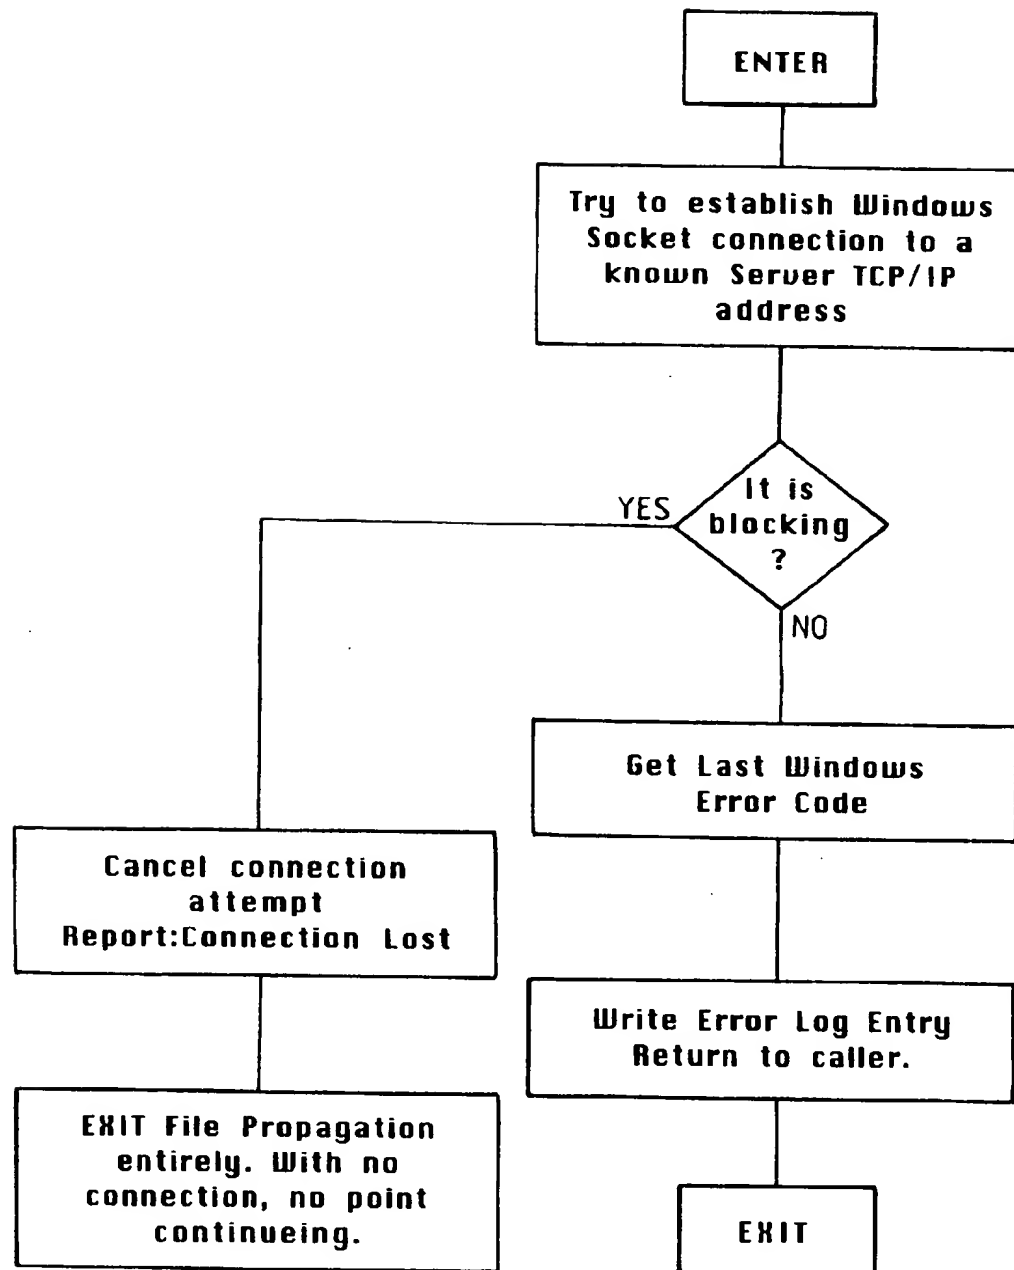 ENTER
Try to establish Windows
Socket connection to a
known Server TCP/IP
address
It is
blocking
?
YES
NO
Get Last Windows
Error Code
Cancel connection
attempt
Report:Connection Lost
Write Error Log Entry
Return to caller.
EXIT File Propagation
entirely. With no
connection, no point
continueing.
EXIT